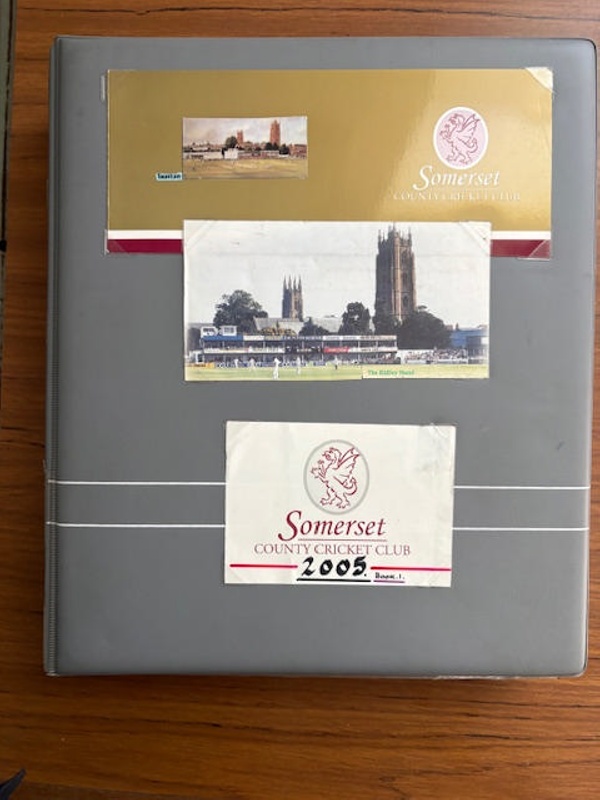 Taunton
Somerset
COUNTY CRICKET CLUB
The Ridley Stand
Somerset
COUNTY CRICKET CLUB
2005.
Book.1.